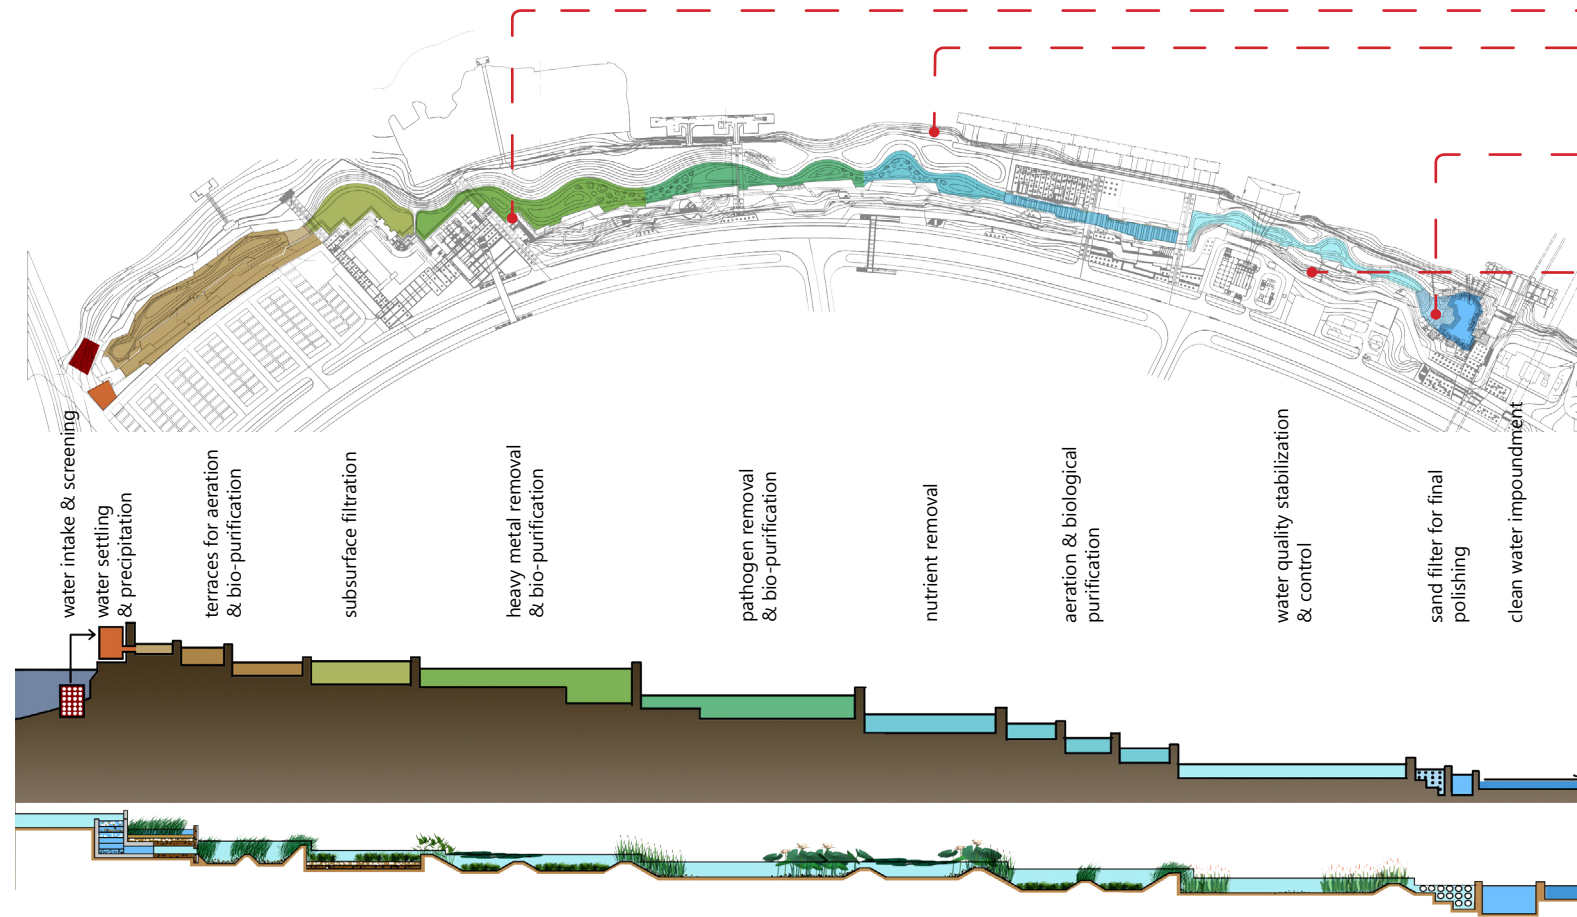 water intake & screening
water settling
& precipitation
terraces for aeration
& bio-purification
subsurface filtration
heavy metal removal
& bio-purification
pathogen removal
& bio-purification
nutrient removal
aeration & biological
purification
water quality stabilization
& control
sand filter for final
polishing
clean water impoundment